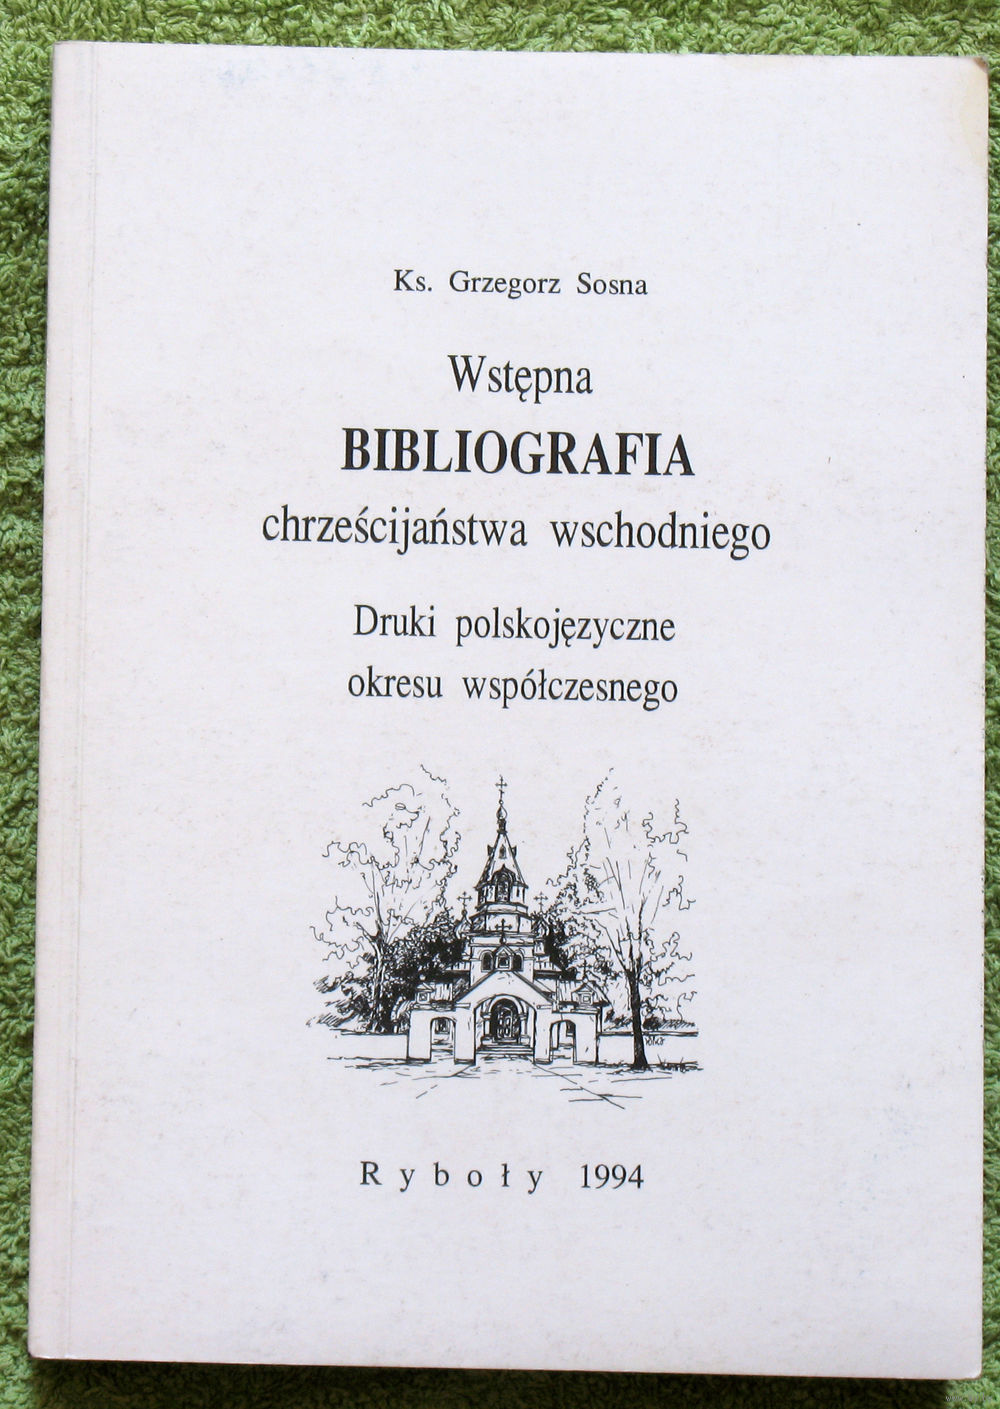 Ks. Grzegorz Sosna
Wstępna
BIBLIOGRAFIA
chrześcijaństwa wschodniego
Druki polskojęzyczne
okresu współczesnego
Ryboły 1994